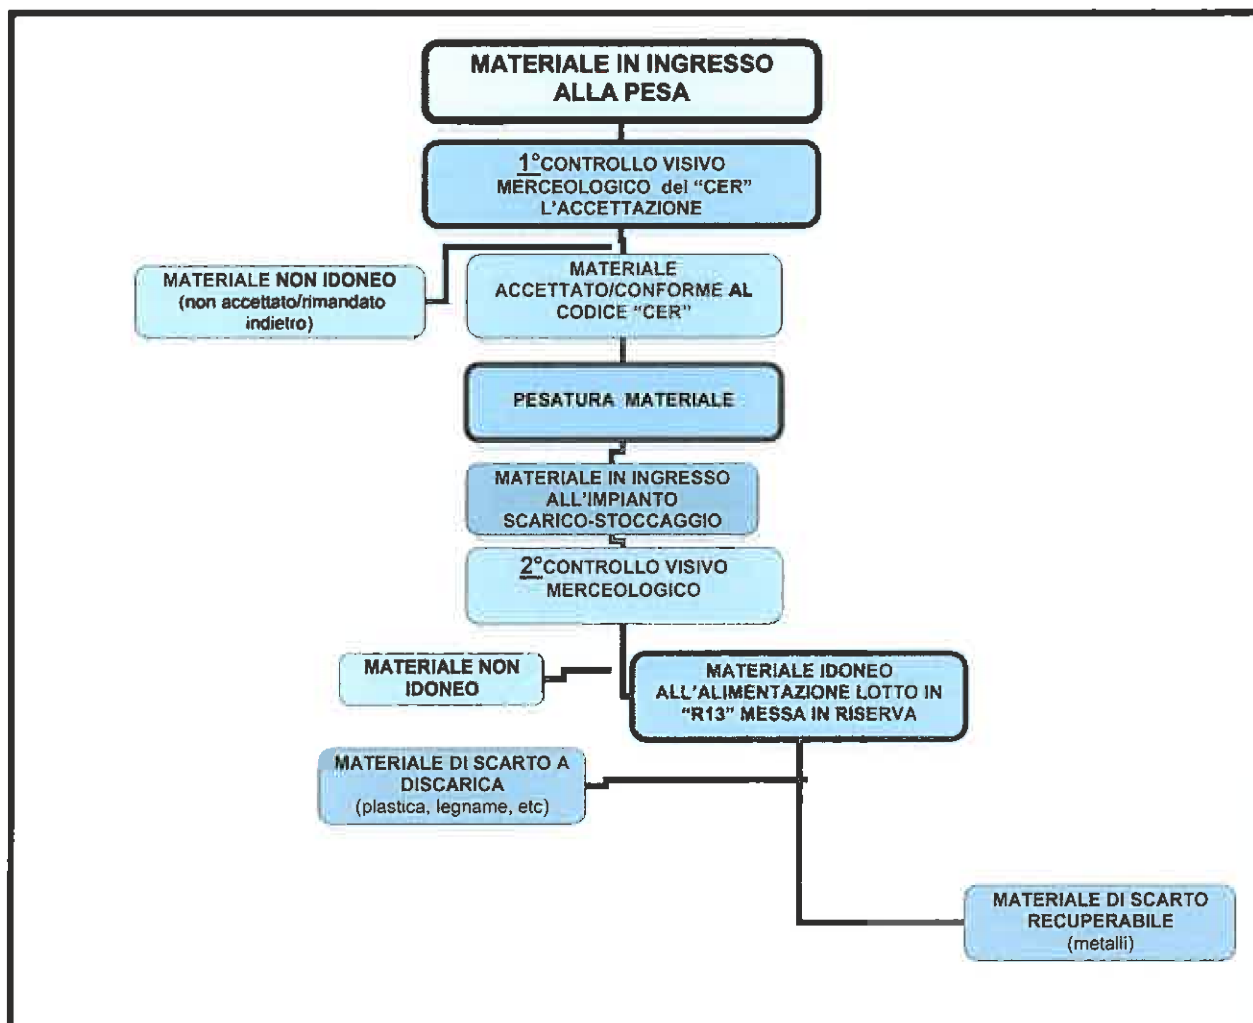 MATERIALE IN INGRESSO
ALLA PESA
1°CONTROLLO VISIVO
MERCEOLOGICO del “CER”
L’ACCETTAZIONE
MATERIALE NON IDONEO
(non accettato/rimandato
indietro)
MATERIALE
ACCETTATO/CONFORME AL
CODICE “CER”
PESATURA MATERIALE
MATERIALE IN INGRESSO
ALL’IMPIANTO
SCARICO-STOCCAGGIO
2°CONTROLLO VISIVO
MERCEOLOGICO
MATERIALE NON
IDONEO
MATERIALE IDONEO
ALL’ALIMENTAZIONE LOTTO IN
“R13” MESSA IN RISERVA
MATERIALE DI SCARTO A
DISCARICA
(plastica, legname, etc)
MATERIALE DI SCARTO
RECUPERABILE
(metalli)